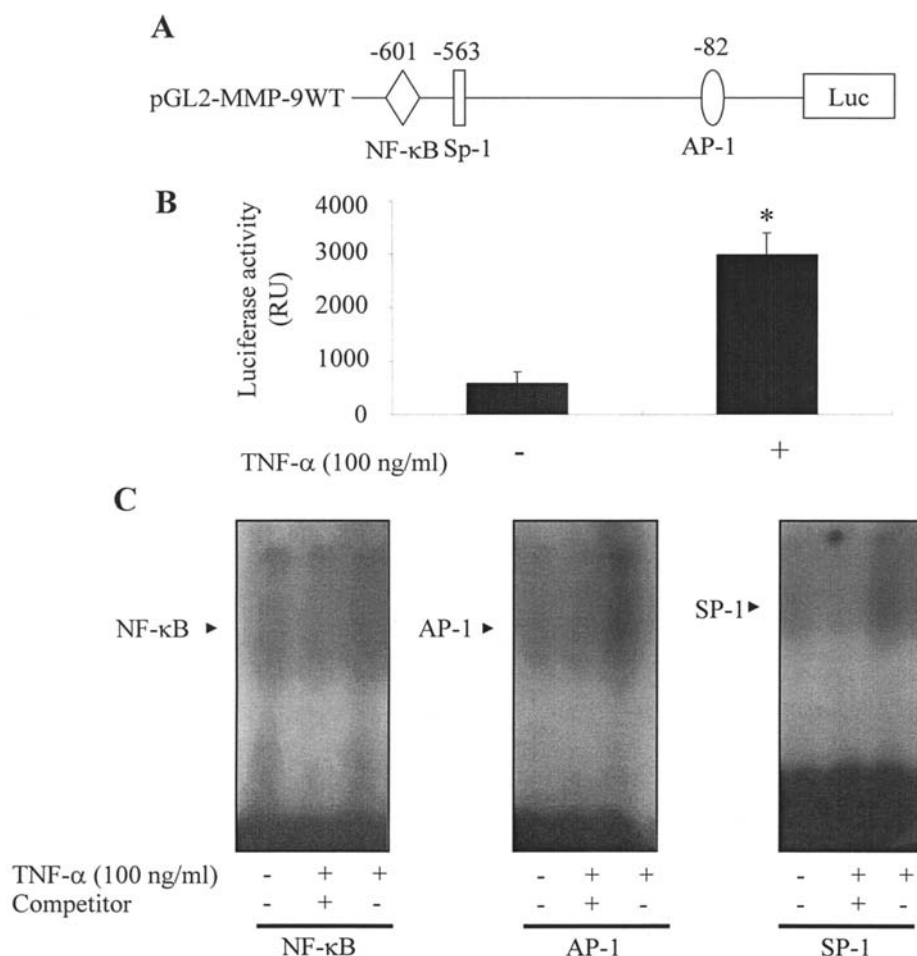 A
-601 -563 -82
pGL2-MMP-9WT Luc
NF-κB Sp-1 AP-1
B
Luciferase activity
(RU)
4000
3000
2000
1000
0
*
TNF-α (100 ng/ml) - +
C
NF-κB ► AP-1 ► SP-1 ►
TNF-α (100 ng/ml) - + + - + + - + +
Competitor - + - - + - - + -
NF-κB AP-1 SP-1